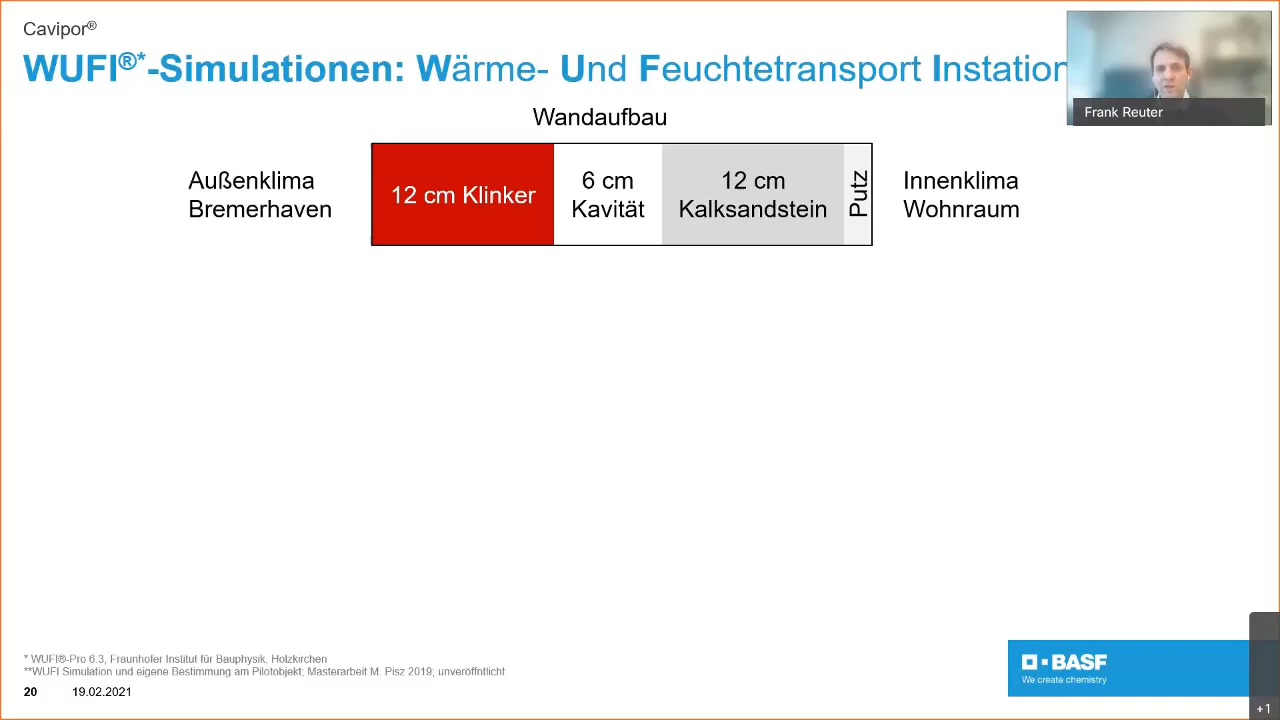 Cavipor®
WUFI®*-Simulationen: Wärme- Und Feuchtetransport Instation
Frank Reuter
Wandaufbau
Außenklima
Bremerhaven
12 cm Klinker
6 cm
Kavität
12 cm
Kalksandstein
Putz
Innenklima
Wohnraum
* WUFI®-Pro 6.3, Fraunhofer Institut für Bauphysik, Holzkirchen
**WUFI Simulation und eigene Bestimmung am Pilotobjekt; Masterarbeit M. Pisz 2019; unveröffntlicht
20 19.02.2021
BASF
We create chemistry
+1